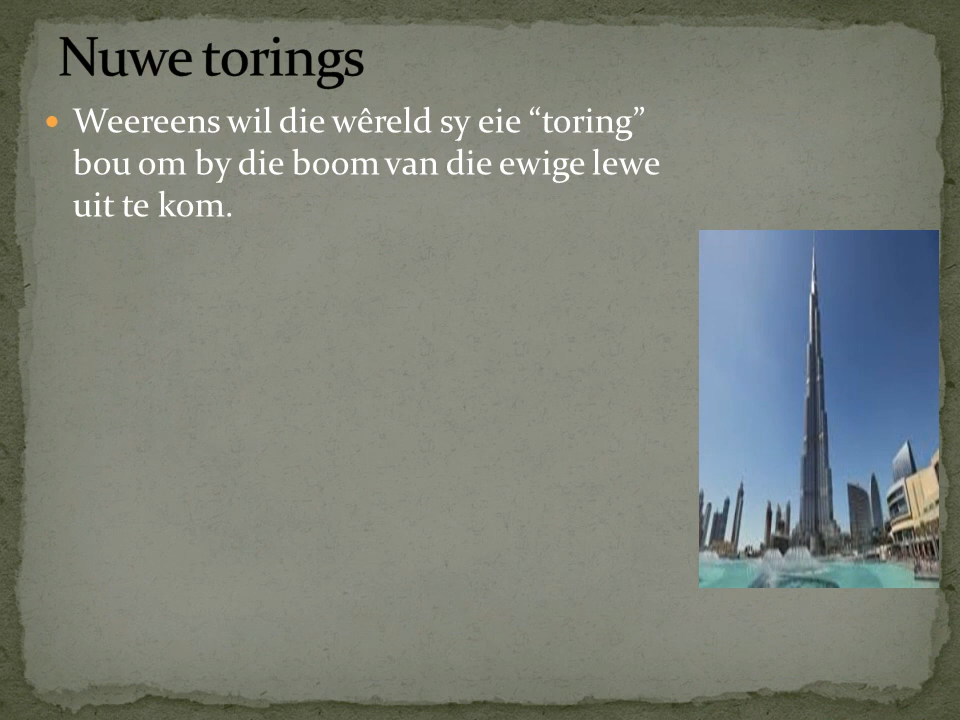 Nuwe torings
Weereens wil die wêreld sy eie “toring”
bou om by die boom van die ewige lewe
uit te kom.